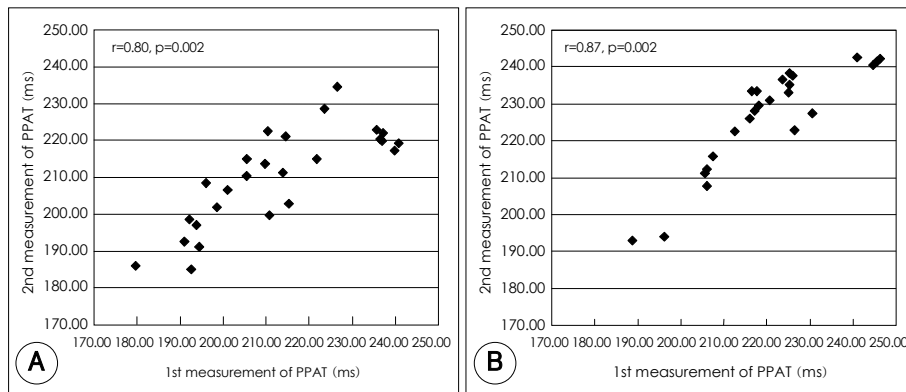 250.00
240.00
230.00
220.00
210.00
200.00
190.00
180.00
170.00
2nd measurement of PPAT (ms)
r=0.80, p=0.002
170.00 180.00 190.00 200.00 210.00 220.00 230.00 240.00 250.00
1st measurement of PPAT (ms)
A
250.00
240.00
230.00
220.00
210.00
200.00
190.00
180.00
170.00
2nd measurement of PPAT (ms)
r=0.87, p=0.002
170.00 180.00 190.00 200.00 210.00 220.00 230.00 240.00 250.00
1st measurement of PPAT (ms)
B